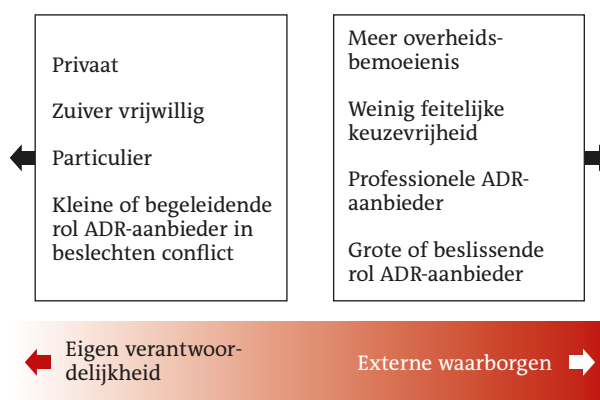 Privaat
Zuiver vrijwillig
Particulier
Kleine of begeleidende
rol ADR-aanbieder in
beslechten conflict
Meer overheids-
bemoeienis
Weinig feitelijke
keuzevrijheid
Professionele ADR-
aanbieder
Grote of beslissende
rol ADR-aanbieder
Eigen verantwoor-
delijkheid
Externe waarborgen